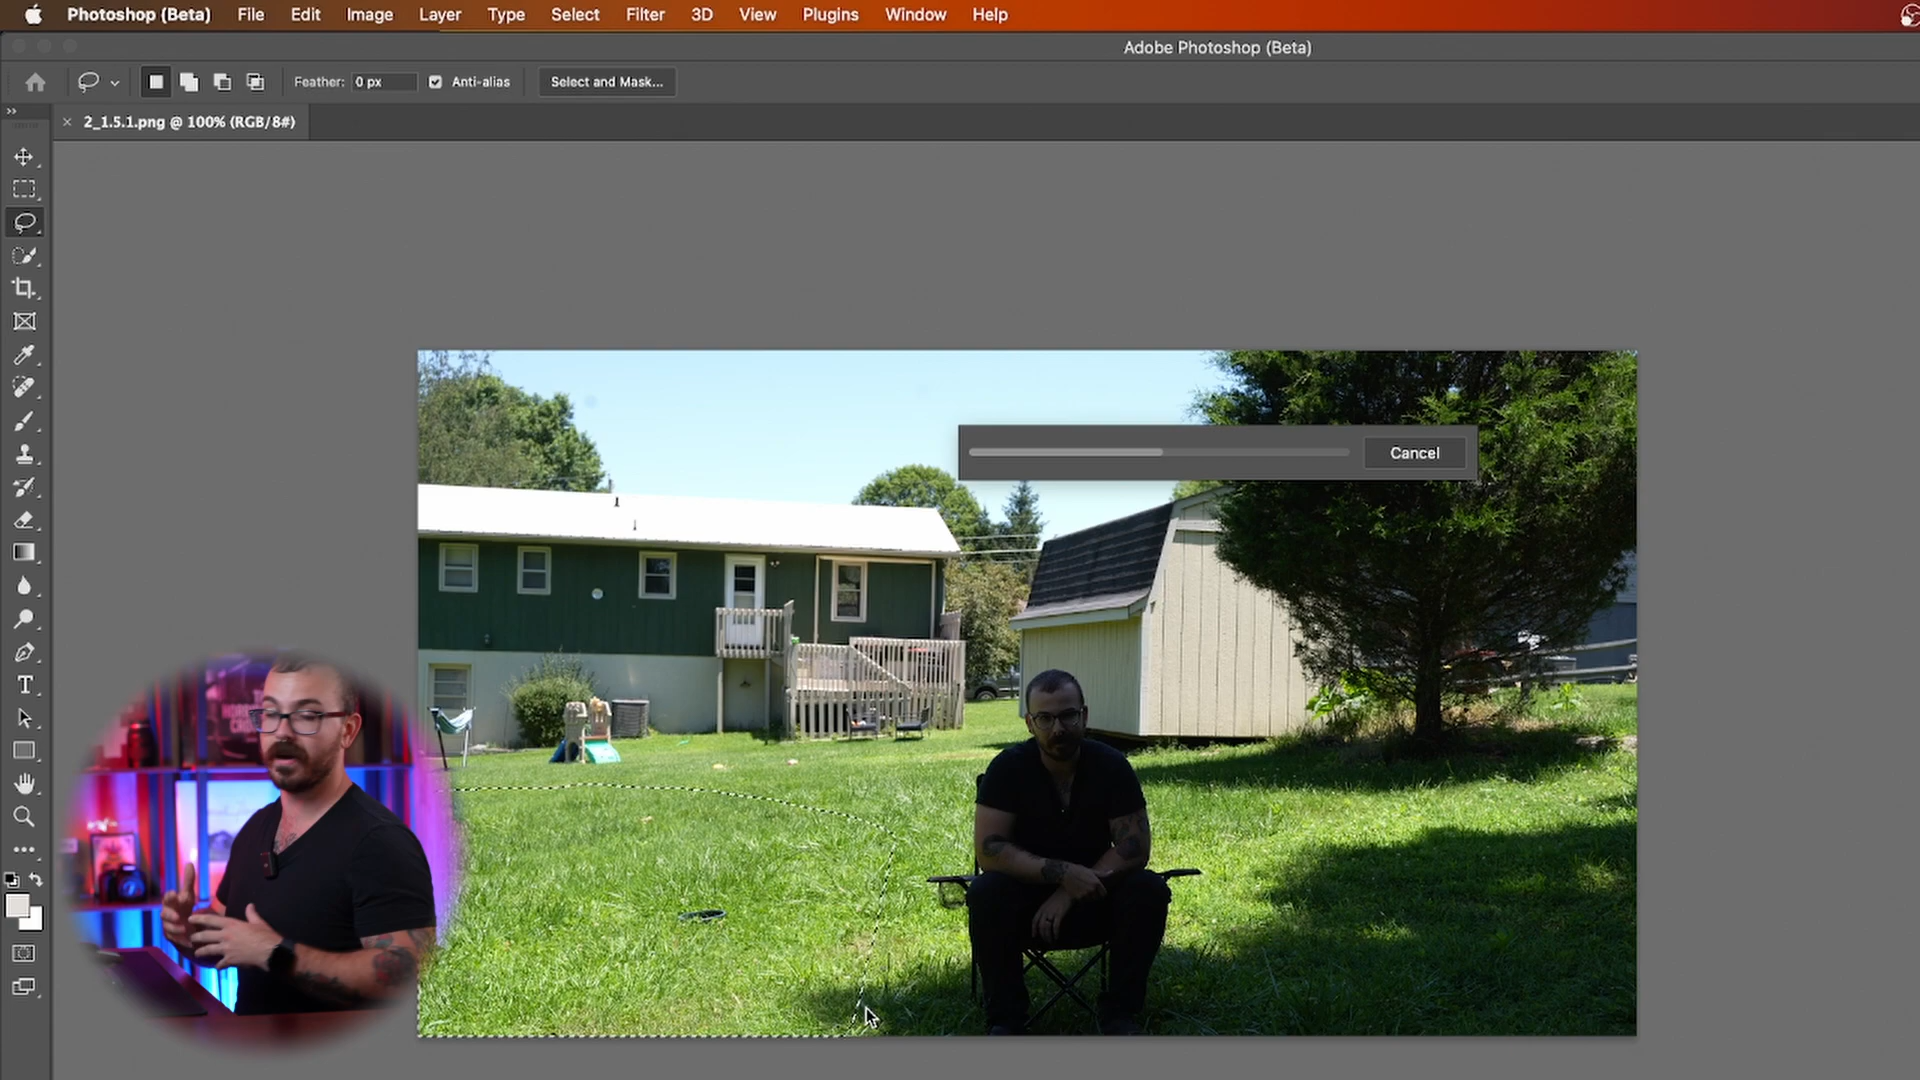 Photoshop (Beta) File Edit Image Layer Type Select Filter 3D View Plugins Window Help
Adobe Photoshop (Beta)
Feather: 0 px Anti-alias Select and Mask...
2_1.5.1.png @ 100% (RGB/8#)
Cancel